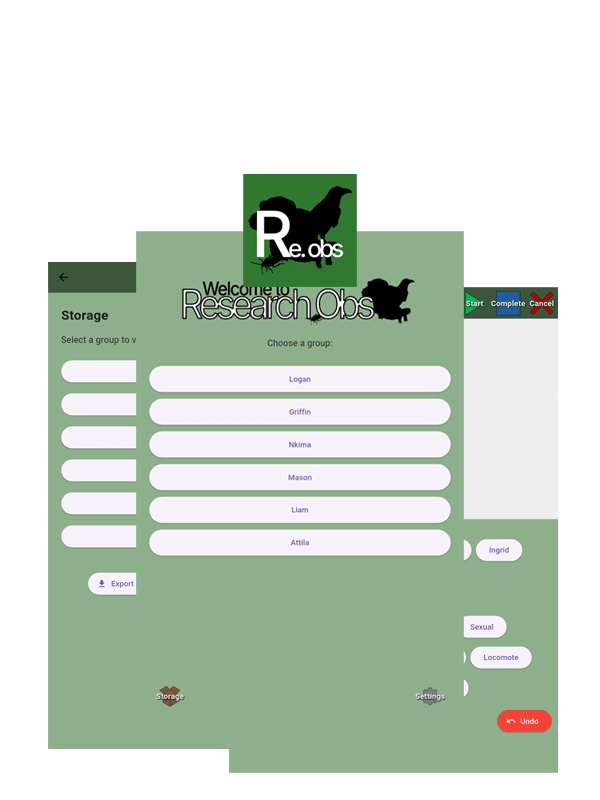 Re.obs
Welcome to
Research Obs
Choose a group:
Logan
Griffin
Nkima
Mason
Liam
Attila
Storage
Settings
Storage
Select a group to v
Export
Start
Complete
Cancel
Ingrid
Sexual
Locomote
Undo